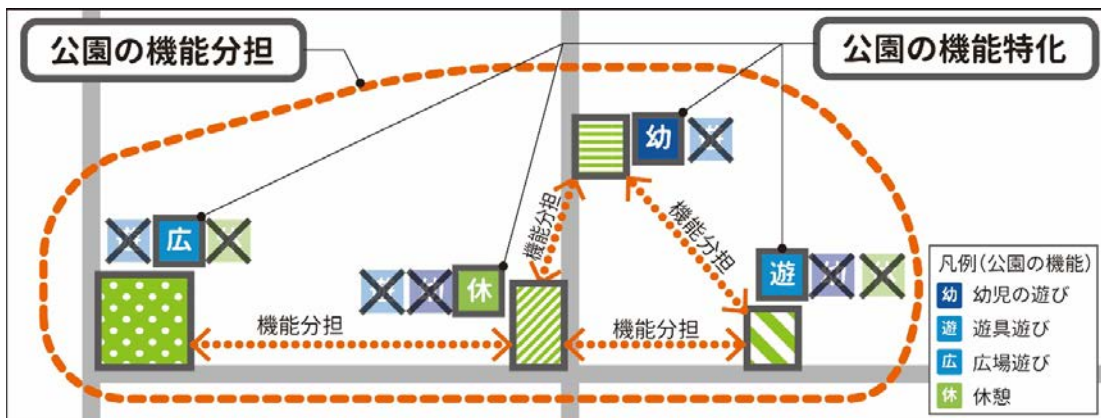 公園の機能分担
公園の機能特化
幼
機能分担
機能分担
広
休
遊
機能分担
機能分担
凡例(公園の機能)
幼 幼児の遊び
遊 遊具遊び
広 広場遊び
休 休憩